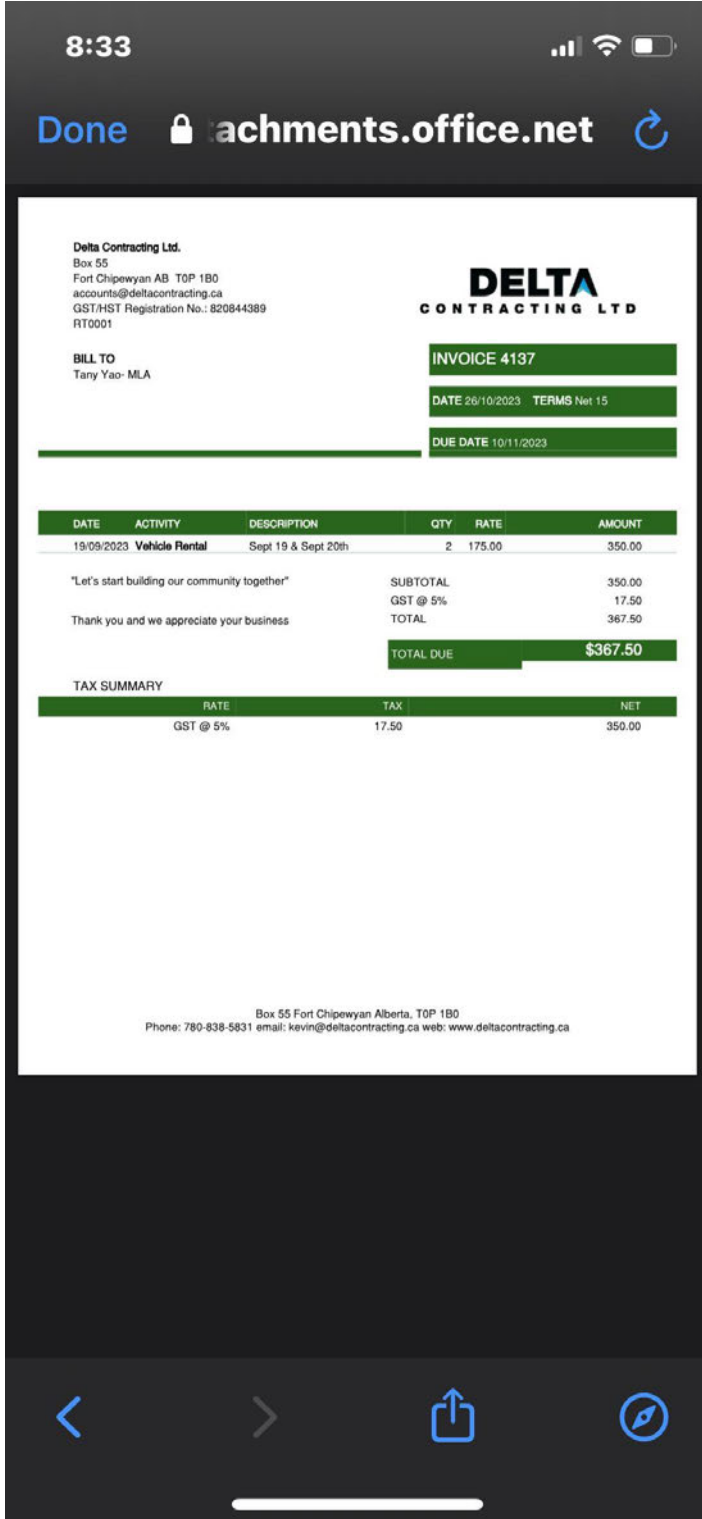 8:33
Done achments.office.net
Delta Contracting Ltd.
Box 55
Fort Chipewyan AB T0P 1B0
accounts@deltacontracting.ca
GST/HST Registration No.: 820844389
RT0001
DELTA
CONTRACTING LTD
BILL TO
Tany Yao- MLA
INVOICE 4137
DATE 26/10/2023 TERMS Net 15
DUE DATE 10/11/2023
DATE ACTIVITY DESCRIPTION QTY RATE AMOUNT
19/09/2023 Vehicle Rental Sept 19 & Sept 20th 2 175.00 350.00
"Let's start building our community together"
Thank you and we appreciate your business
SUBTOTAL 350.00
GST @ 5% 17.50
TOTAL 367.50
TOTAL DUE $367.50
TAX SUMMARY
RATE TAX NET
GST @ 5% 17.50 350.00
Box 55 Fort Chipewyan Alberta, T0P 1B0
Phone: 780-838-5831 email: kevin@deltacontracting.ca web: www.deltacontracting.ca